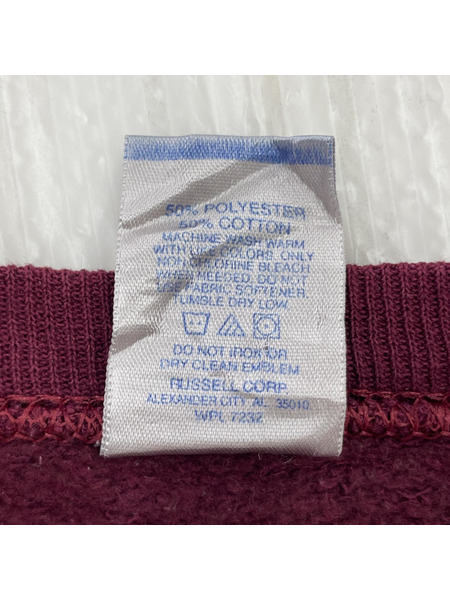 50% POLYESTER
50% COTTON
MACHINE WASH WARM
WITH LIKE COLORS. ONLY
NON-CHLORINE BLEACH
WHEN NEEDED. DO NOT
USE FABRIC SOFTENER.
TUMBLE DRY LOW.
DO NOT IRON OR
DRY CLEAN EMBLEM
RUSSELL CORP.
ALEXANDER CITY AL. 35010
WPL 7232